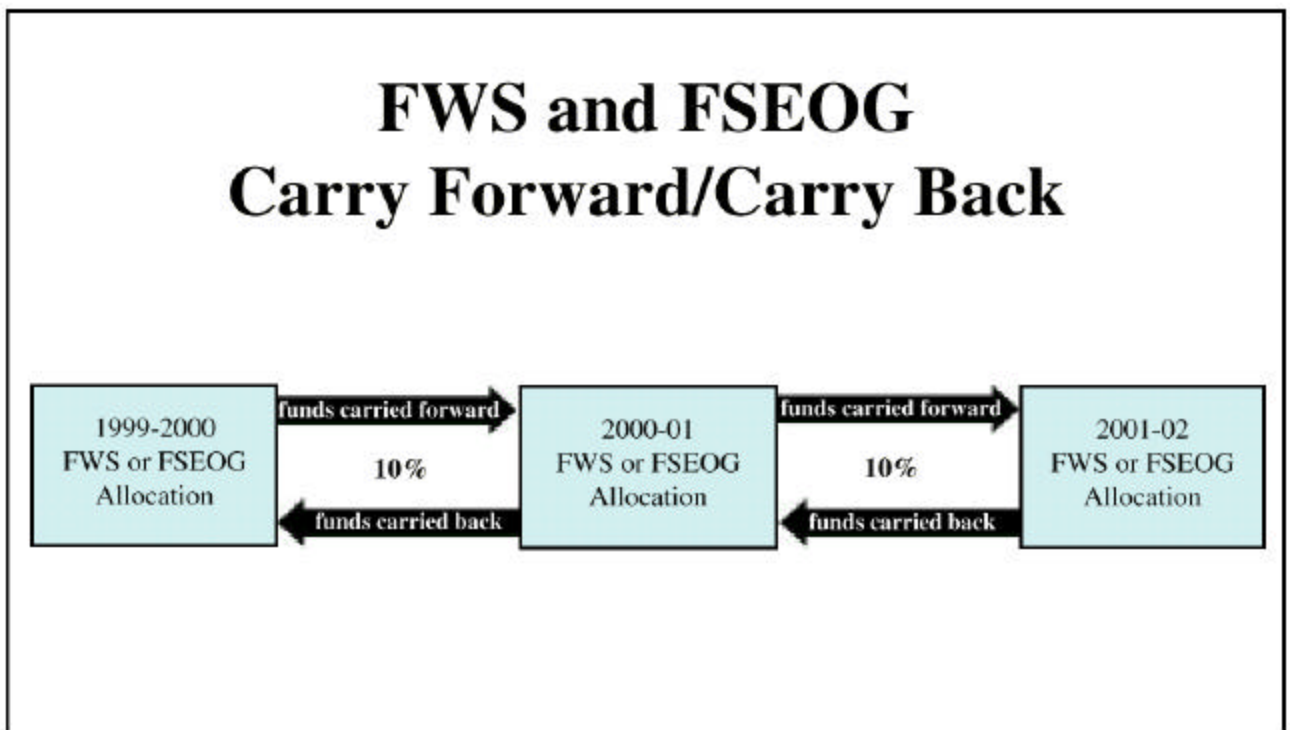 FWS and FSEOG
Carry Forward/Carry Back
1999-2000
FWS or FSEOG
Allocation
funds carried forward
10%
funds carried back
2000-01
FWS or FSEOG
Allocation
funds carried forward
10%
funds carried back
2001-02
FWS or FSEOG
Allocation